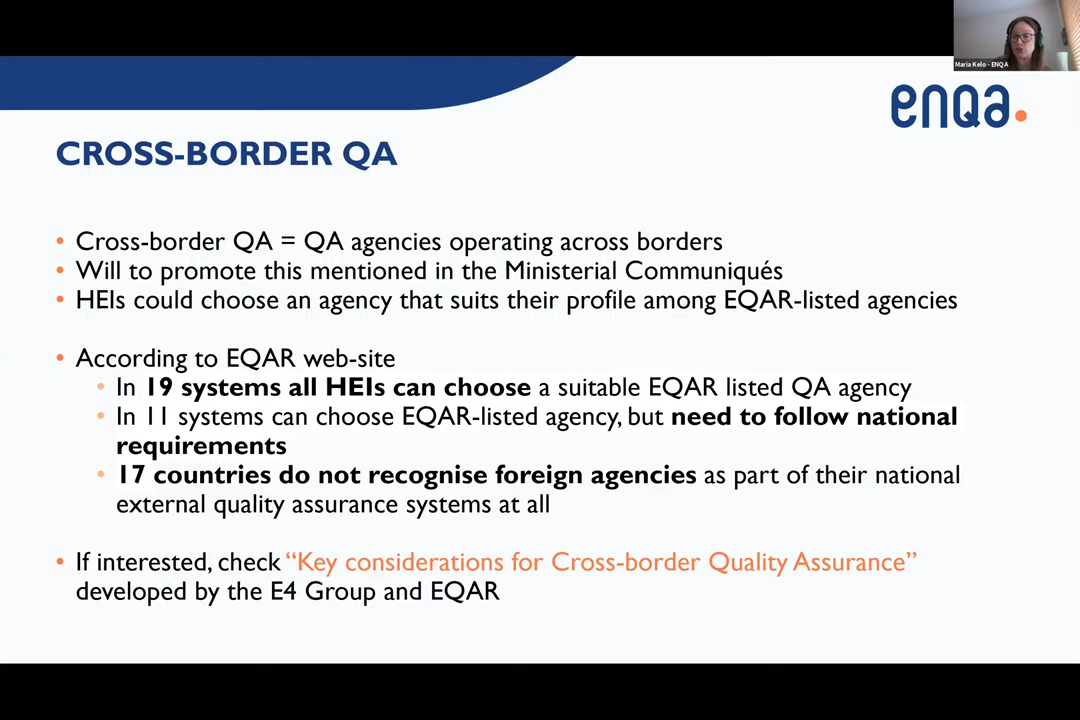 Maria Kelo - ENQA
enqa.
CROSS-BORDER QA
• Cross-border QA = QA agencies operating across borders
• Will to promote this mentioned in the Ministerial Communiqués
• HEIs could choose an agency that suits their profile among EQAR-listed agencies
• According to EQAR web-site
• In 19 systems all HEIs can choose a suitable EQAR listed QA agency
• In 11 systems can choose EQAR-listed agency, but need to follow national
requirements
• 17 countries do not recognise foreign agencies as part of their national
external quality assurance systems at all
• If interested, check “Key considerations for Cross-border Quality Assurance”
developed by the E4 Group and EQAR